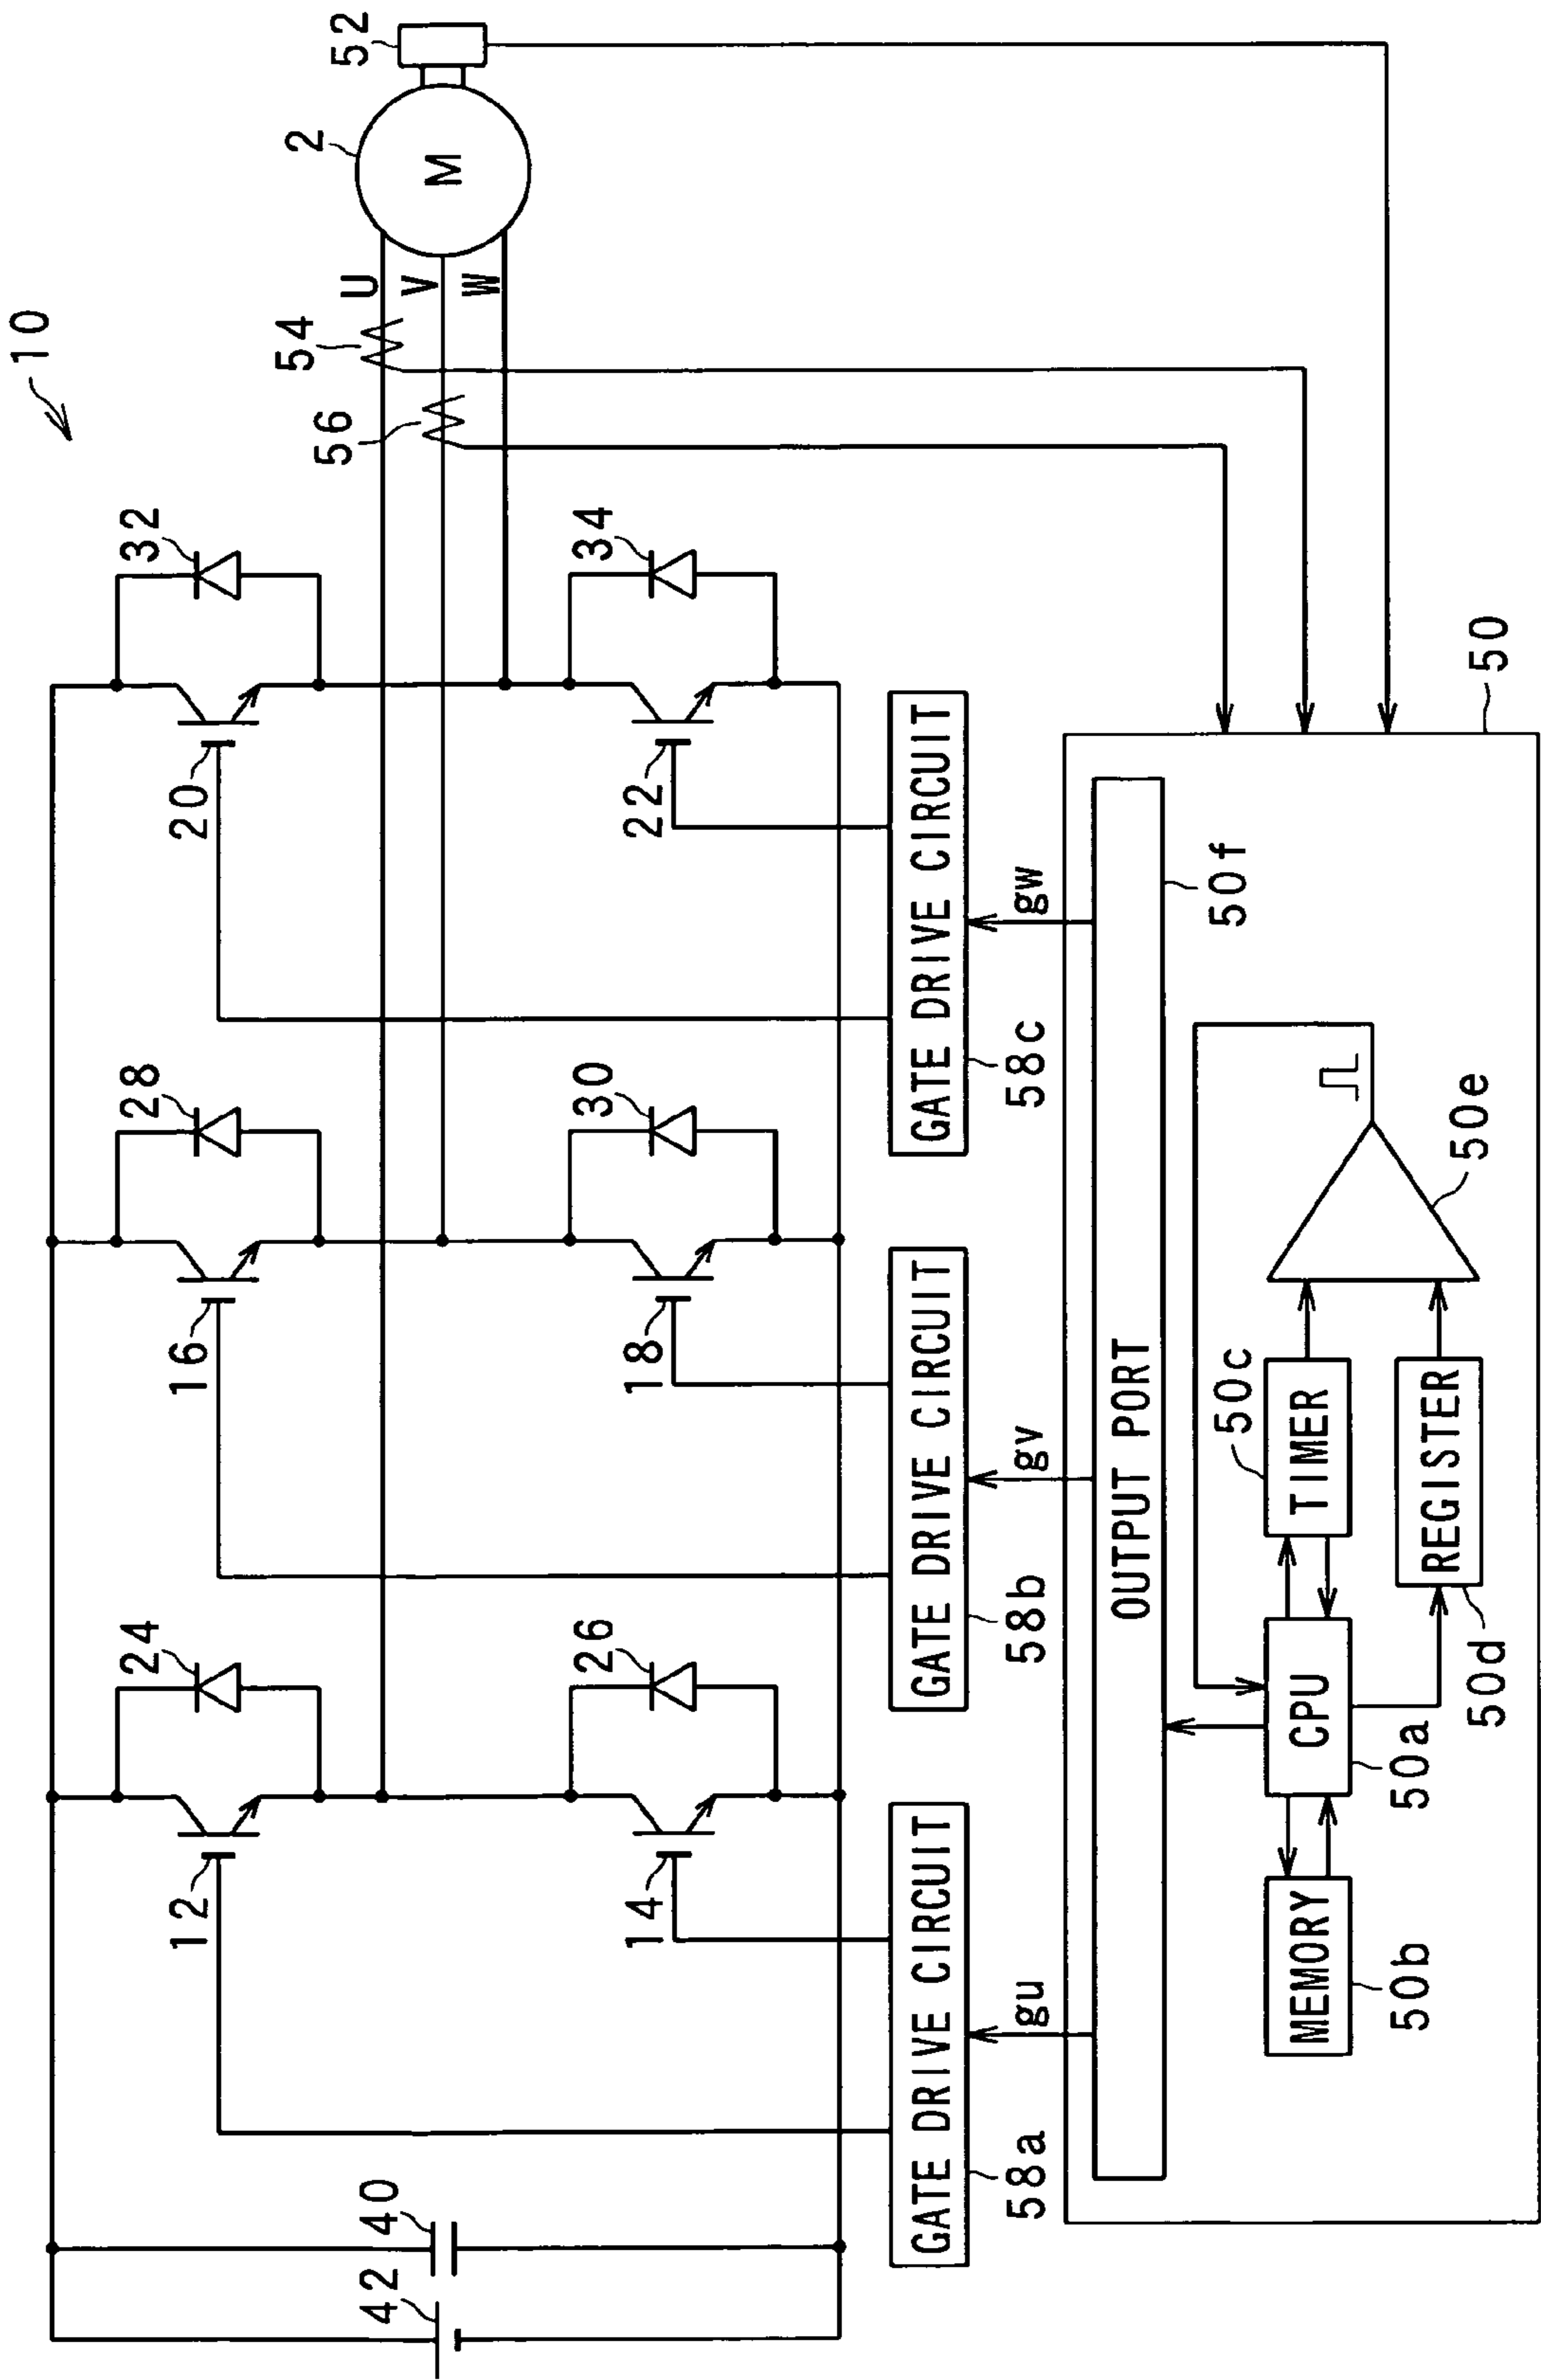 10
32
28
24
20
16
12
54
56
U
V
W
2
M
52
34
30
26
22
18
14
40
42
GATE DRIVE CIRCUIT
58a
GATE DRIVE CIRCUIT
58b
GATE DRIVE CIRCUIT
58c
gu
gv
gw
50
OUTPUT PORT
50f
MEMORY
50b
CPU
50a
TIMER
50c
REGISTER
50d
50e